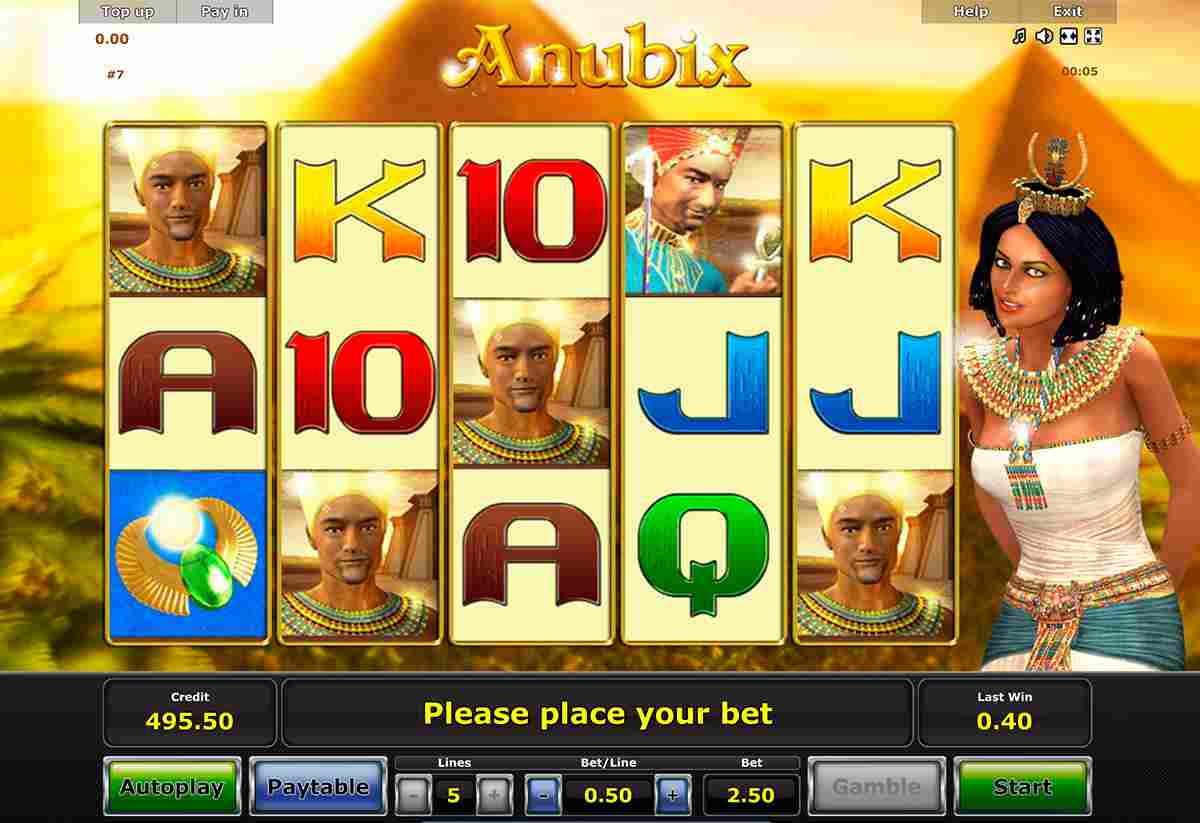 Top up Pay in Help Exit
0.00
#7
00:05
Anubix
K 10 K
A 10 J J
A Q
Credit
495.50
Please place your bet
Last Win
0.40
Autoplay
Paytable
Lines
- 5 +
Bet/Line
- 0.50 +
Bet
2.50
Gamble
Start